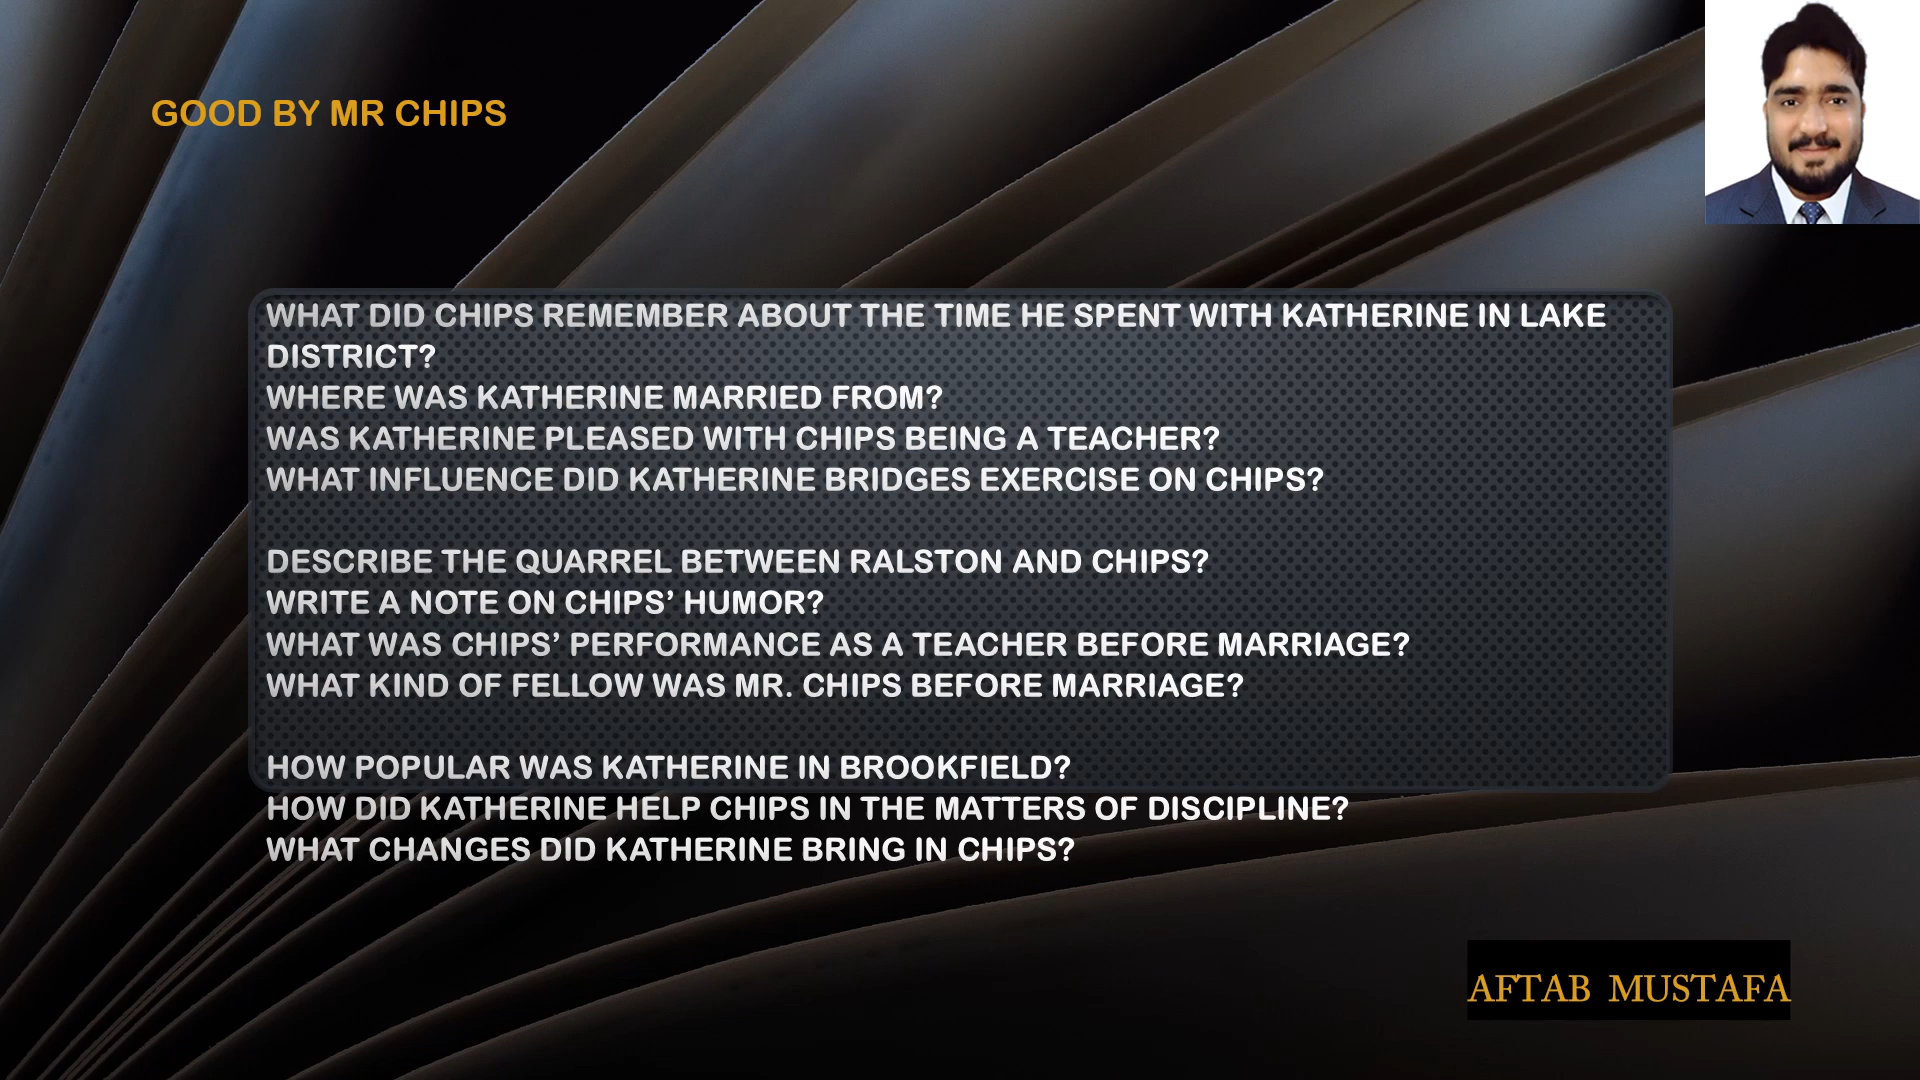 GOOD BY MR CHIPS
WHAT DID CHIPS REMEMBER ABOUT THE TIME HE SPENT WITH KATHERINE IN LAKE
DISTRICT?
WHERE WAS KATHERINE MARRIED FROM?
WAS KATHERINE PLEASED WITH CHIPS BEING A TEACHER?
WHAT INFLUENCE DID KATHERINE BRIDGES EXERCISE ON CHIPS?
DESCRIBE THE QUARREL BETWEEN RALSTON AND CHIPS?
WRITE A NOTE ON CHIPS’ HUMOR?
WHAT WAS CHIPS’ PERFORMANCE AS A TEACHER BEFORE MARRIAGE?
WHAT KIND OF FELLOW WAS MR. CHIPS BEFORE MARRIAGE?
HOW POPULAR WAS KATHERINE IN BROOKFIELD?
HOW DID KATHERINE HELP CHIPS IN THE MATTERS OF DISCIPLINE?
WHAT CHANGES DID KATHERINE BRING IN CHIPS?
AFTAB MUSTAFA